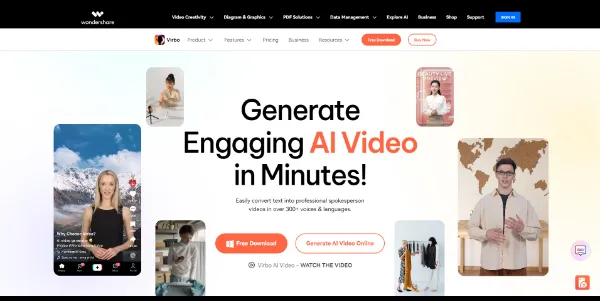 wondershare
Video Creativity Diagram & Graphics PDF Solutions Data Management Explore AI Business Shop Support SIGN IN
Virbo Product Features Pricing Business Resources Free Download Buy Now
Generate
Engaging AI Video
in Minutes!
Easily convert text into professional spokesperson
videos in over 300+ voices & languages.
Free Download Generate AI Video Online
Virbo AI Video - WATCH THE VIDEO
Why Choose Virbo?